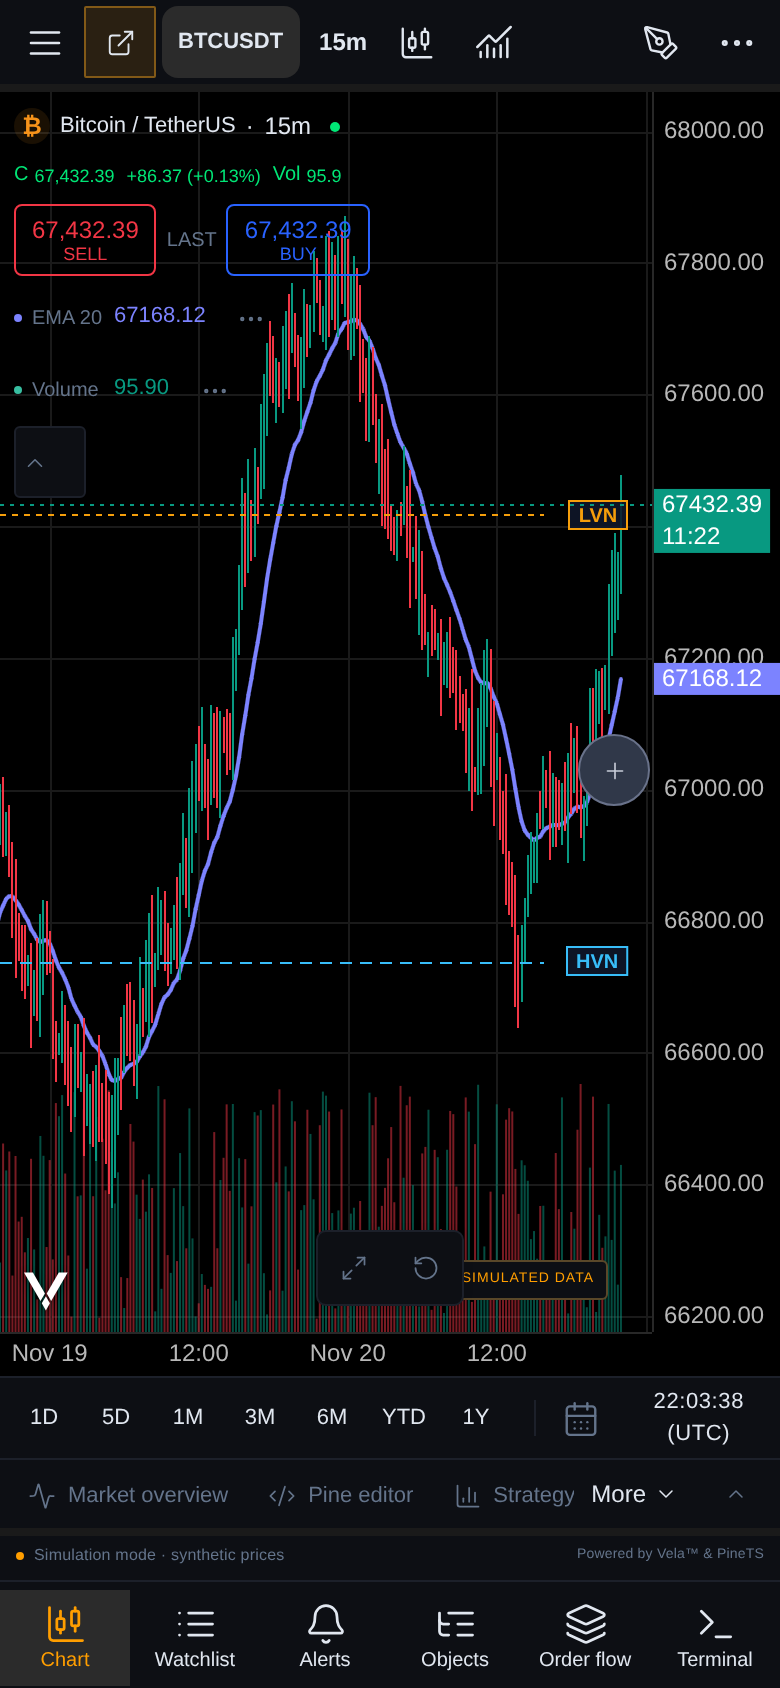 BTCUSDT 15m
Bitcoin / TetherUS · 15m
C 67,432.39 +86.37 (+0.13%) Vol 95.9
67,432.39
SELL
LAST
67,432.39
BUY
EMA 20 67168.12
Volume 95.90
68000.00
67800.00
67600.00
67432.39
11:22
67200.00
67168.12
67000.00
66800.00
66600.00
66400.00
66200.00
LVN
HVN
SIMULATED DATA
Nov 19 12:00 Nov 20 12:00
1D 5D 1M 3M 6M YTD 1Y
22:03:38
(UTC)
Market overview Pine editor Strategy More
Simulation mode · synthetic prices Powered by Vela™ & PineTS
Chart Watchlist Alerts Objects Order flow Terminal